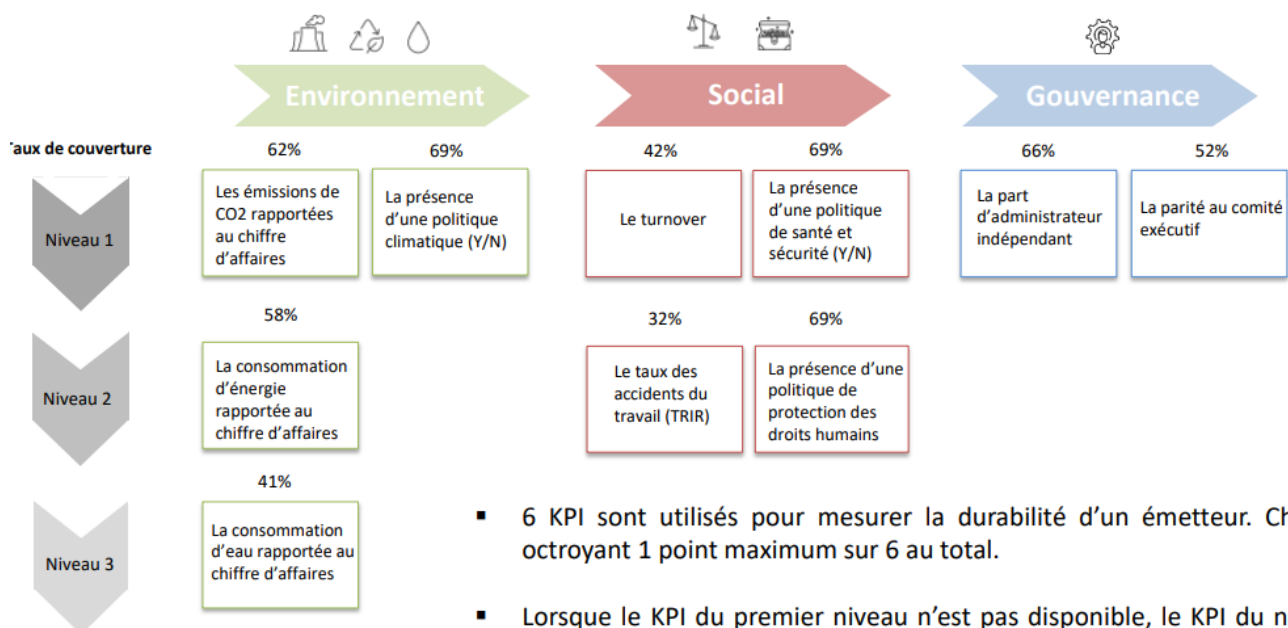 Environnement
Social
Gouvernance
aux de couverture
62%
69%
42%
69%
66%
52%
Niveau 1
Les émissions de
CO2 rapportées
au chiffre
d'affaires
La présence
d'une politique
climatique (Y/N)
Le turnover
La présence
d'une politique
de santé et
sécurité (Y/N)
La part
d'administrateur
indépendant
La parité au comité
exécutif
58%
32%
69%
Niveau 2
La consommation
d'énergie
rapportée au
chiffre d'affaires
Le taux des
accidents du
travail (TRIR)
La présence d'une
politique de
protection des
droits humains
41%
Niveau 3
La consommation
d'eau rapportée au
chiffre d'affaires
▪ 6 KPI sont utilisés pour mesurer la durabilité d'un émetteur. Ch
octroyant 1 point maximum sur 6 au total.
▪ Lorsque le KPI du premier niveau n'est pas disponible, le KPI du n